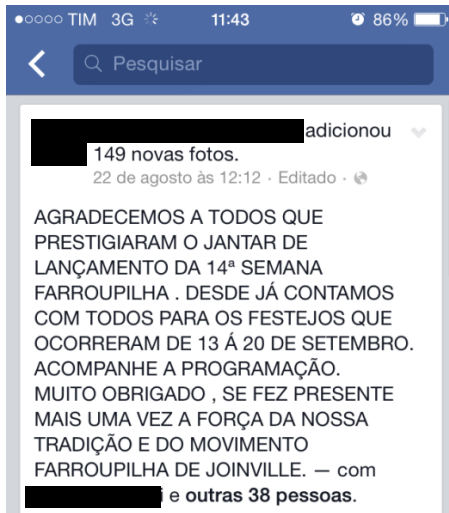 TIM 3G 11:43 86%
Pesquisar
adicionou
149 novas fotos.
22 de agosto às 12:12 · Editado ·
AGRADECEMOS A TODOS QUE
PRESTIGIARAM O JANTAR DE
LANÇAMENTO DA 14ª SEMANA
FARROUPILHA . DESDE JÁ CONTAMOS
COM TODOS PARA OS FESTEJOS QUE
OCORRERAM DE 13 Á 20 DE SETEMBRO.
ACOMPANHE A PROGRAMAÇÃO.
MUITO OBRIGADO , SE FEZ PRESENTE
MAIS UMA VEZ A FORÇA DA NOSSA
TRADIÇÃO E DO MOVIMENTO
FARROUPILHA DE JOINVILLE. — com
i e outras 38 pessoas.